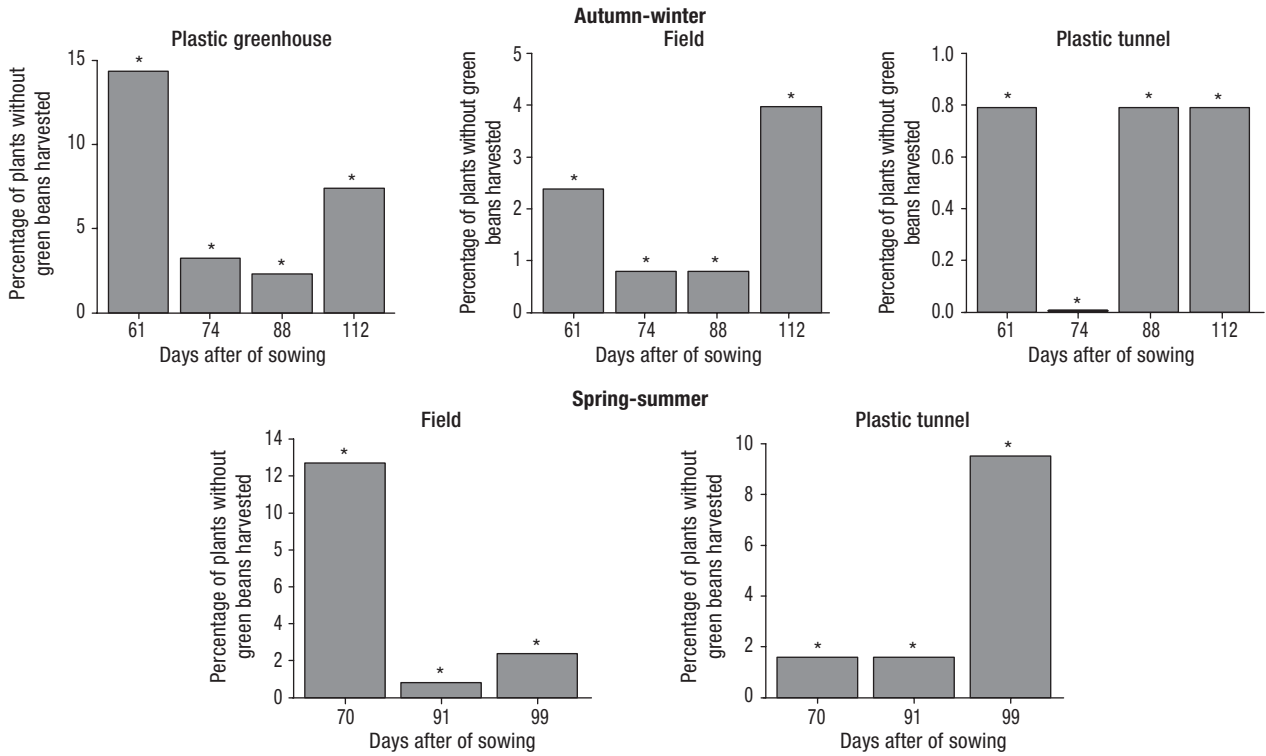 Autumn-winter
Plastic greenhouse
Percentage of plants without
green beans harvested
15
10
5
0
*
*
*
*
61 74 88 112
Days after of sowing
Field
Percentage of plants without green
beans harvested
5
4
3
2
1
0
*
*
*
*
61 74 88 112
Days after of sowing
Plastic tunnel
Percentage of plants without green
beans harvested
1.0
0.8
0.6
0.4
0.2
0.0
*
*
*
*
61 74 88 112
Days after of sowing
Spring-summer
Field
Percentage of plants without
green beans harvested
14
12
10
5
6
4
2
0
*
*
*
70 91 99
Days after of sowing
Plastic tunnel
Percentage of plants without
green beans harvested
10
8
6
4
2
0
*
*
*
70 91 99
Days after of sowing